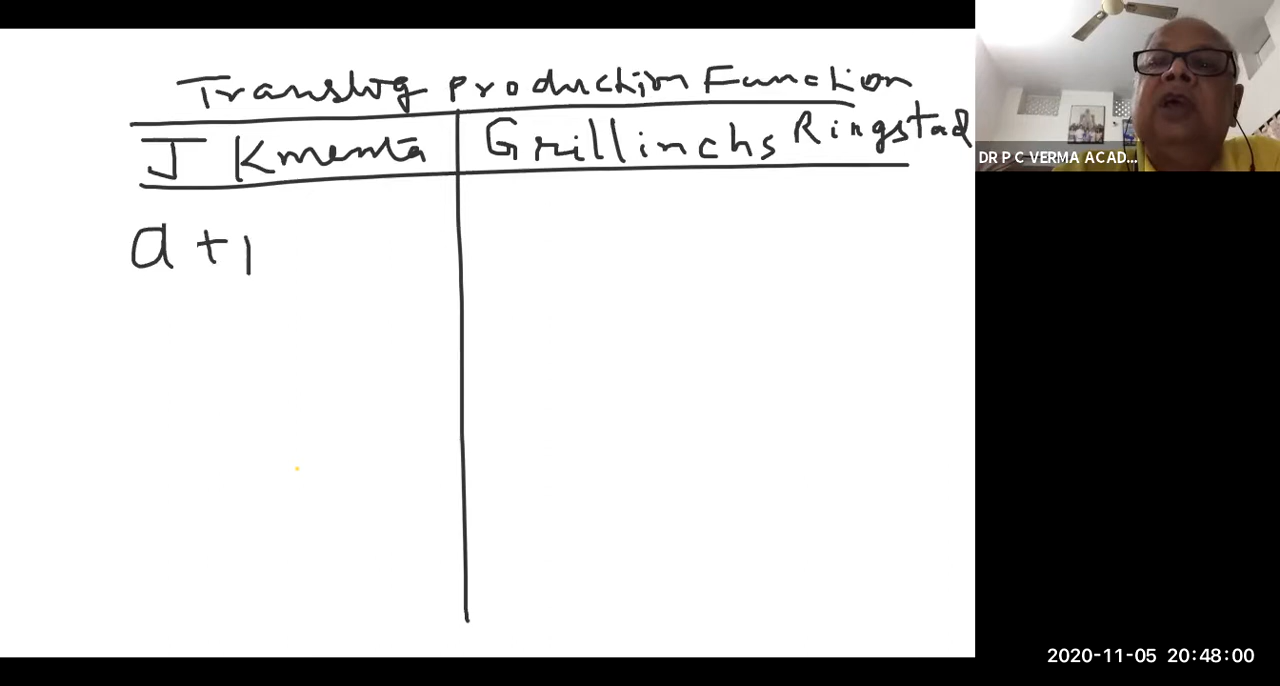 Translog production Function
J Kmenta
Grillinchs Ringstad
a + 1
DR P C VERMA ACAD...
2020-11-05 20:48:00